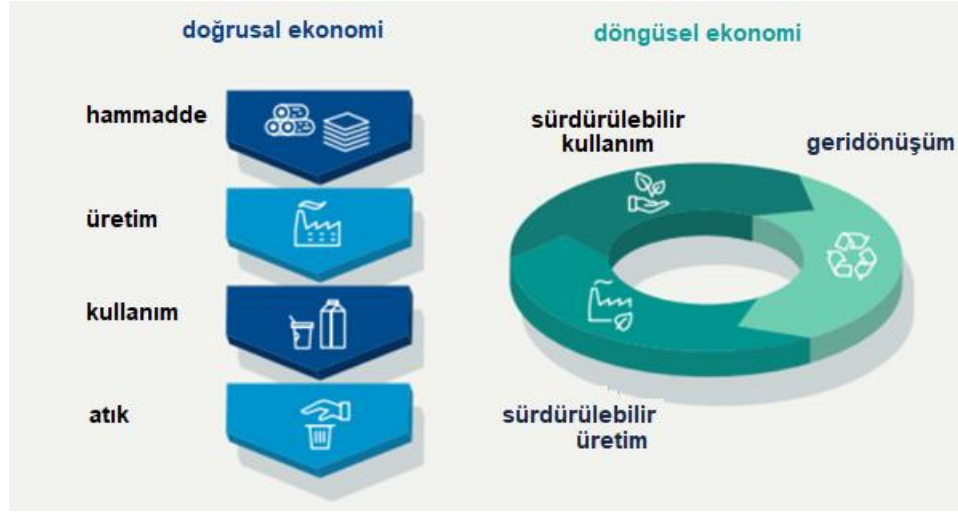 doğrusal ekonomi
hammadde
üretim
kullanım
atık
döngüsel ekonomi
sürdürülebilir
kullanım
geridönüşüm
sürdürülebilir
üretim